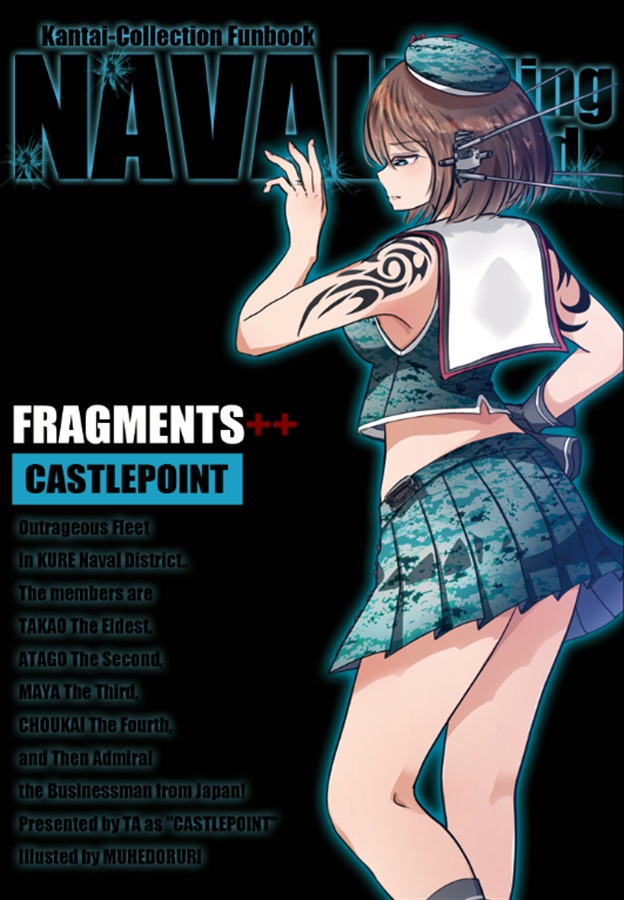 Kantai-Collection Funbook
NAVAL
FRAGMENTS++
CASTLEPOINT
Outrageous Fleet
in KURE Naval District..
The members are
TAKAO The Eldest,
ATAGO The Second,
MAYA The Third,
CHOUKAI The Fourth,
and Then Admiral
the Businessman from Japan!
Presented by TA as "CASTLEPOINT"
Illusted by MUHEDORURI